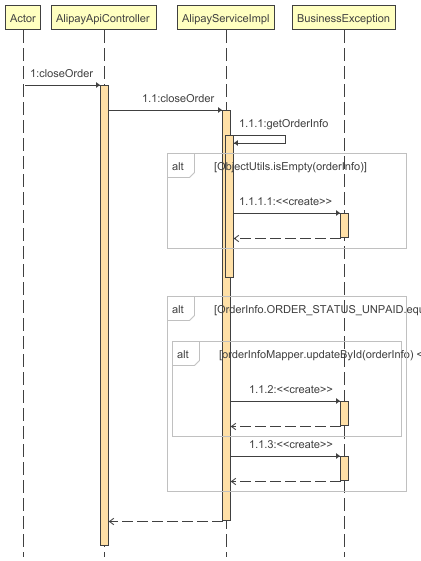 Actor AlipayApiController AlipayServiceImpl BusinessException
1:closeOrder
1.1:closeOrder
1.1.1:getOrderInfo
alt [ObjectUtils.isEmpty(orderInfo)]
1.1.1.1:<<create>>
alt [OrderInfo.ORDER_STATUS_UNPAID.equ
alt [orderInfoMapper.updateById(orderInfo) <
1.1.2:<<create>>
1.1.3:<<create>>